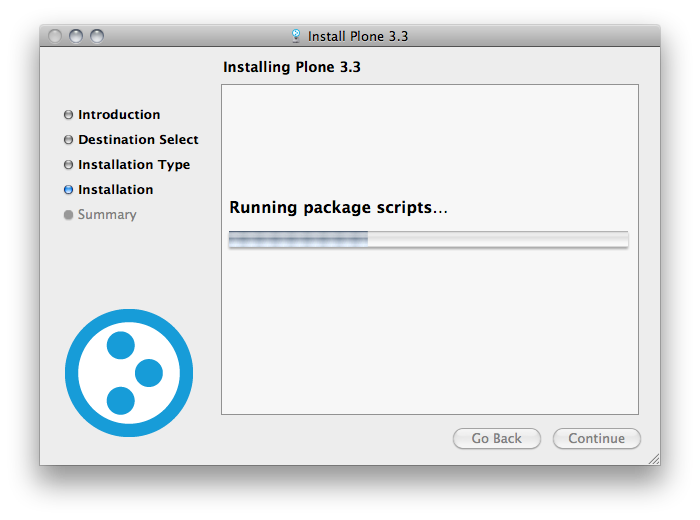 Install Plone 3.3
Installing Plone 3.3
Introduction
Destination Select
Installation Type
Installation
Summary
Running package scripts...
Go Back
Continue